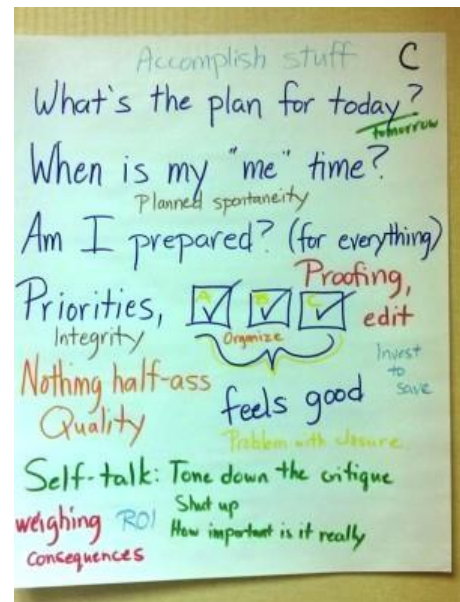 Accomplish stuff C
What's the plan for today?
tomorrow
When is my "me" time?
Planned spontaneity
Am I prepared? (for everything)
Proofing,
Priorities, A B C edit
Integrity Organize
Invest
to
save
Nothing half-ass
feels good
Quality
Problem with closure
Self-talk: Tone down the critique
Shut up
weighing ROI How important is it really
consequences